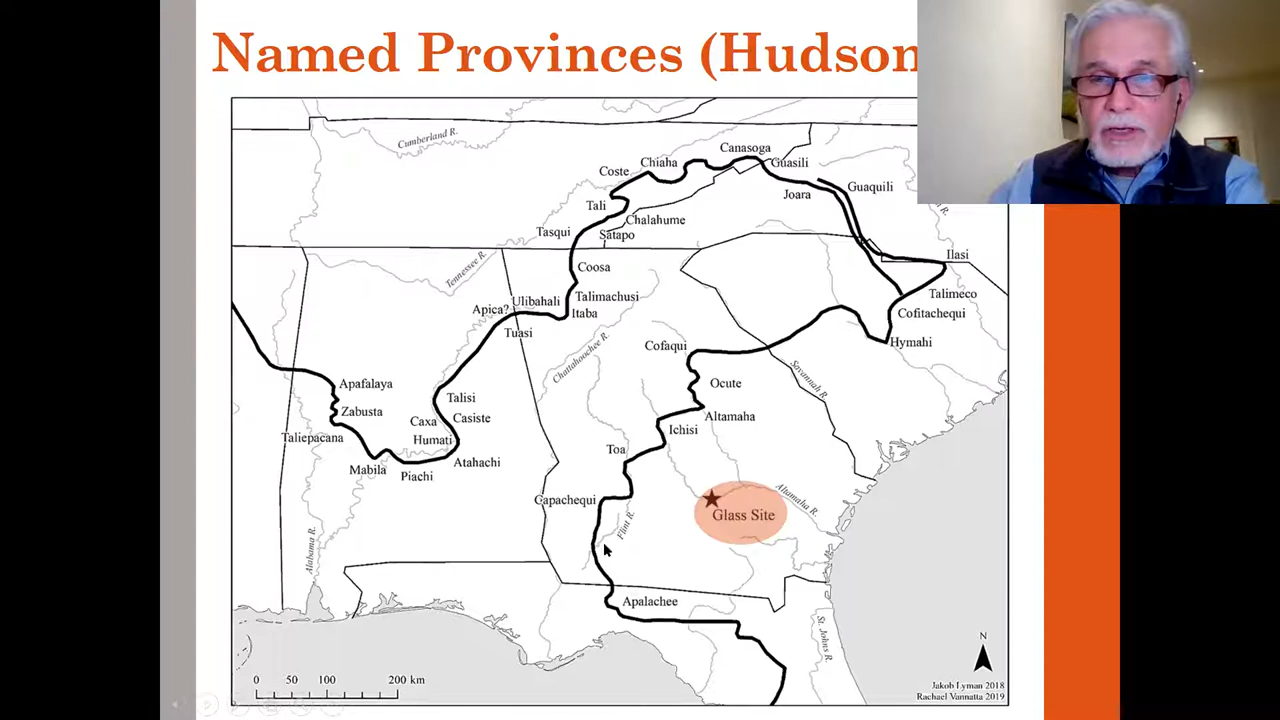 Named Provinces (Hudson
Cumberland R.
Canasoga
Chiaha
Guasili
Coste
Guaquili
Joara
Tali
Chalahume
Tasqui
Satapo
Ilasi
Tennessee R.
Coosa
Talimeco
Ulibahali
Talimachusi
Apica?
Itaba
Cofitachequi
Tuasi
Hymahi
Chattahoochee R.
Cofaqui
Savannah R.
Apafalaya
Ocute
Talisi
Zabusta
Caxa
Casiste
Altamaha
Ichisi
Taliepacana
Humati
Toa
Mabila
Atahachi
Piachi
Capachequi
Altamaha R.
Glass Site
Flint R.
Alabama R.
Apalachee
St. Johns R.
N
0 50 100 200 km
Jakob Lyman 2018
Rachael Vannatta 2019